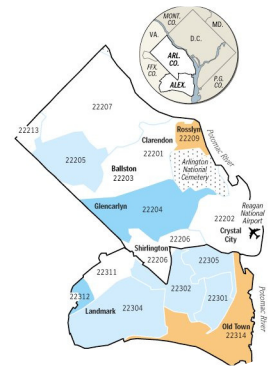 MONT.
CO.
MD.
VA.
D.C.
ARL.
CO.
FFX.
CO.
ALEX.
P.G.
CO.
22207
22213
Rosslyn
22209
Potomac River
Clarendon
22201
22205
Arlington
National
Cemetery
Ballston
22203
Reagan
National
Airport
Glencarlyn
22204
22202
Crystal
City
22206
Shirlington
22206
22305
22311
22312
22302
22301
Landmark
22304
Old Town
22314
Potomac River